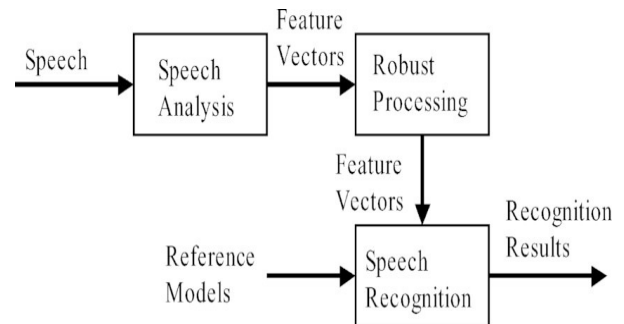 Speech
Speech
Analysis
Feature
Vectors
Robust
Processing
Feature
Vectors
Reference
Models
Speech
Recognition
Recognition
Results